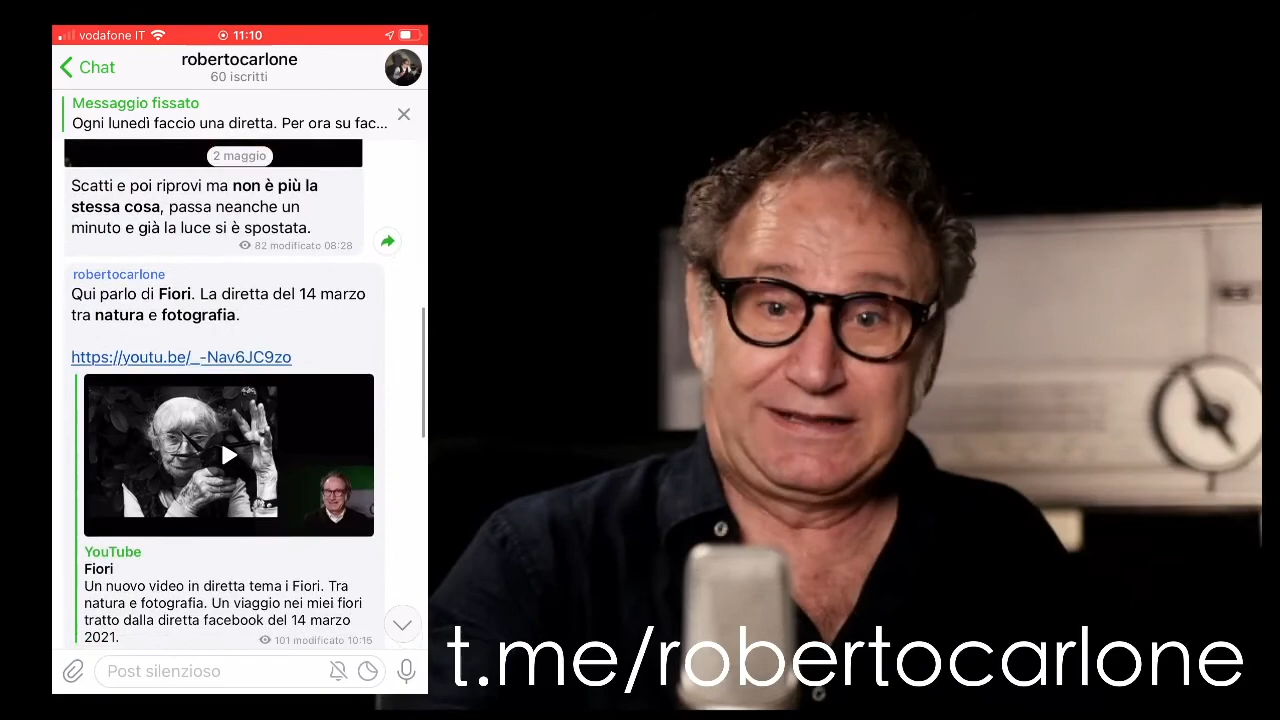 vodafone IT
11:10
Chat
robertocarlone
60 iscritti
Messaggio fissato
Ogni lunedì faccio una diretta. Per ora su fac...
2 maggio
Scatti e poi riprovi ma non è più la
stessa cosa, passa neanche un
minuto e già la luce si è spostata.
82 modificato 08:28
robertocarlone
Qui parlo di Fiori. La diretta del 14 marzo
tra natura e fotografia.
https://youtu.be/_-Nav6JC9zo
YouTube
Fiori
Un nuovo video in diretta tema i Fiori. Tra
natura e fotografia. Un viaggio nei miei fiori
tratto dalla diretta facebook del 14 marzo
2021.
101 modificato 10:15
Post silenzioso
t.me/robertocarlone